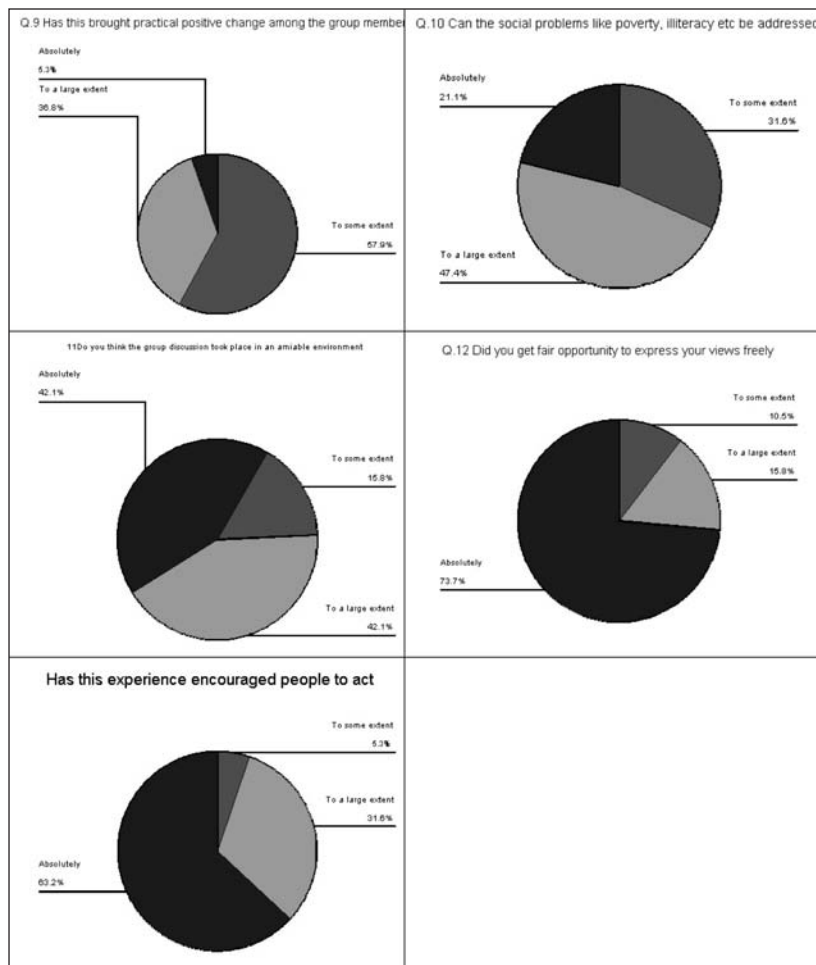 Q.9 Has this brought practical positive change among the group member
Absolutely
5.3%
To a large extent
36.8%
To some extent
57.9%
Q.10 Can the social problems like poverty, illiteracy etc be addressed
Absolutely
21.1%
To some extent
31.6%
To a large extent
47.4%
11Do you think the group discussion took place in an amiable environment
Absolutely
42.1%
To some extent
15.8%
To a large extent
42.1%
Q.12 Did you get fair opportunity to express your views freely
To some extent
10.5%
To a large extent
15.8%
Absolutely
73.7%
Has this experience encouraged people to act
To some extent
5.3%
To a large extent
31.6%
Absolutely
63.2%